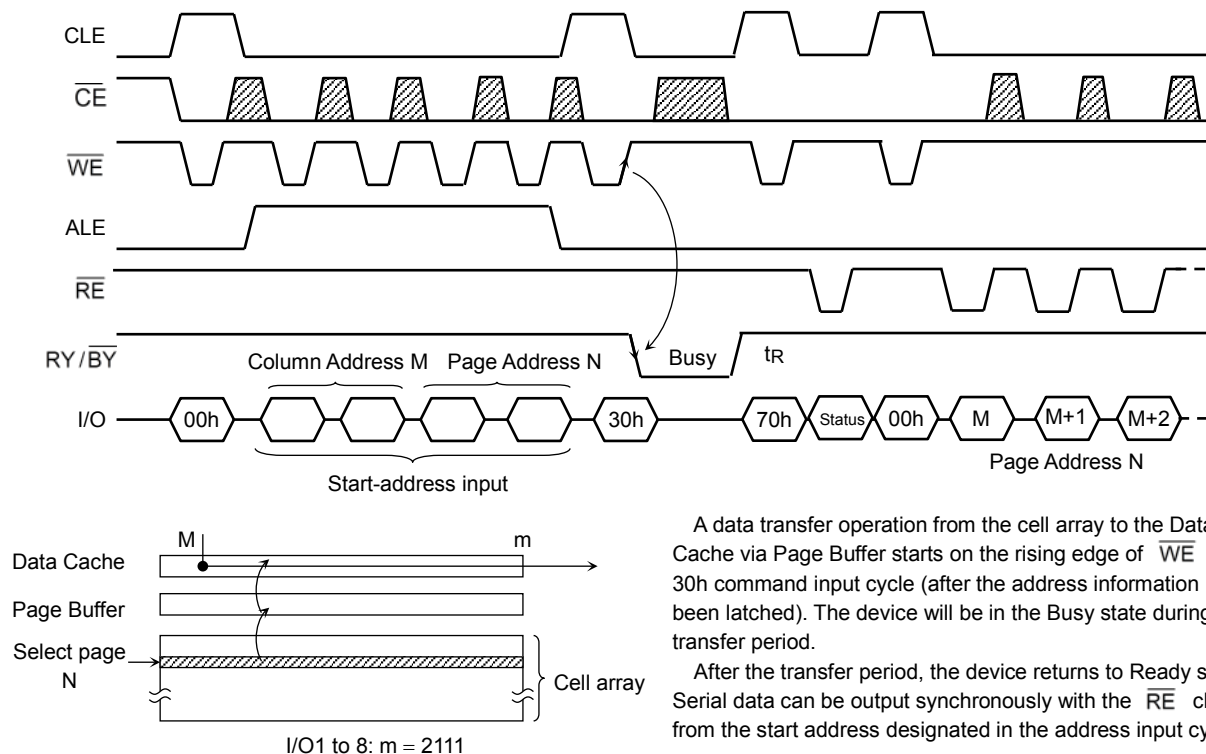 CLE
CE
WE
ALE
RE
RY/BY
Column Address M Page Address N
Busy tR
I/O 00h 30h 70h Status 00h M M+1 M+2
Page Address N
Start-address input
M m
Data Cache
Page Buffer
Select page
N
Cell array
I/O1 to 8: m = 2111
A data transfer operation from the cell array to the Data
Cache via Page Buffer starts on the rising edge of WE
30h command input cycle (after the address information
been latched). The device will be in the Busy state during
transfer period.
After the transfer period, the device returns to Ready s
Serial data can be output synchronously with the RE cl
from the start address designated in the address input cy